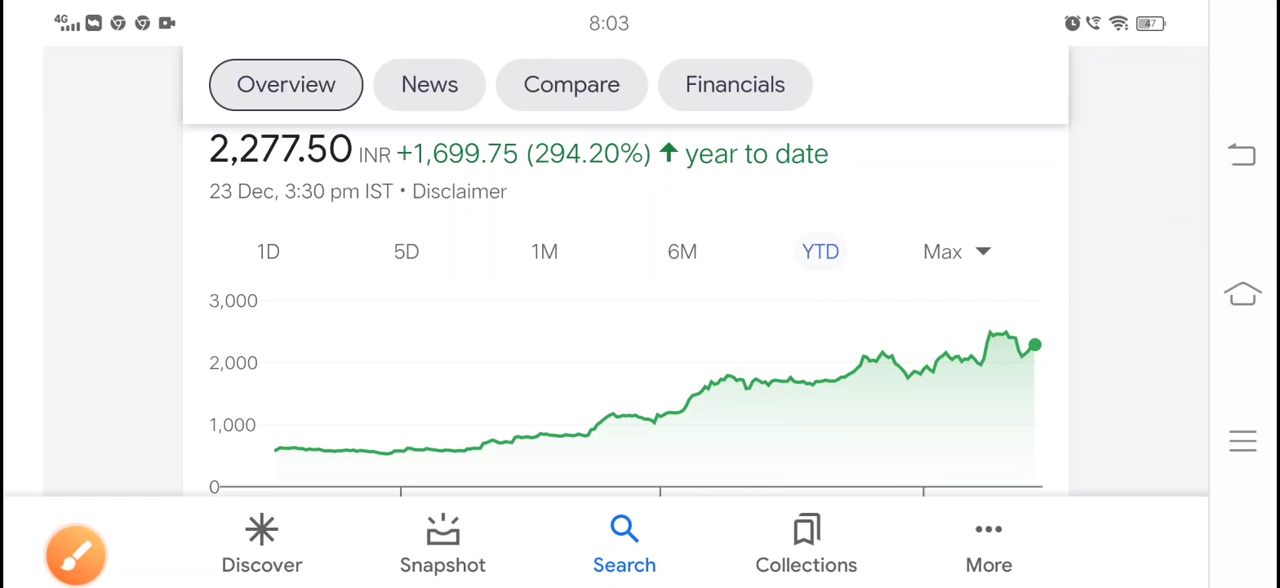 4G 8:03 47
Overview News Compare Financials
2,277.50 INR +1,699.75 (294.20%) ↑ year to date
23 Dec, 3:30 pm IST • Disclaimer
1D 5D 1M 6M YTD Max
3,000
2,000
1,000
0
Discover Snapshot Search Collections More